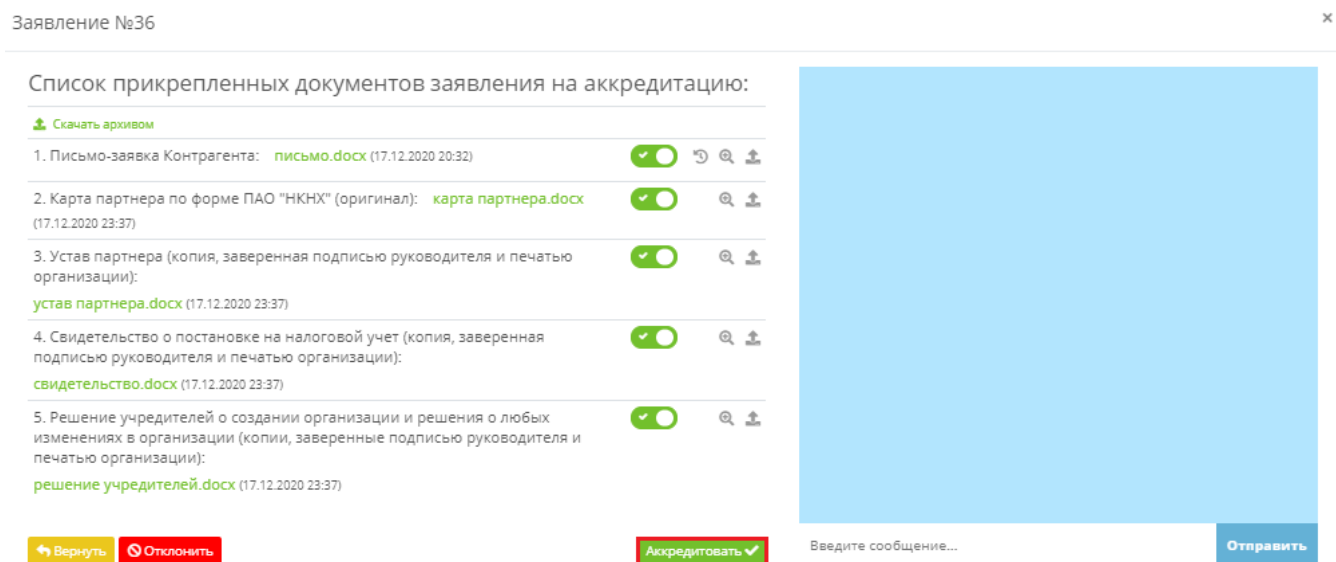 Заявление №36
×
Список прикрепленных документов заявления на аккредитацию:
Скачать архивом
1. Письмо-заявка Контрагента: письмо.docx (17.12.2020 20:32)
2. Карта партнера по форме ПАО "НКНХ" (оригинал): карта партнера.docx
(17.12.2020 23:37)
3. Устав партнера (копия, заверенная подписью руководителя и печатью
организации):
устав партнера.docx (17.12.2020 23:37)
4. Свидетельство о постановке на налоговой учет (копия, заверенная
подписью руководителя и печатью организации):
свидетельство.docx (17.12.2020 23:37)
5. Решение учредителей о создании организации и решения о любых
изменениях в организации (копии, заверенные подписью руководителя и
печатью организации):
решение учредителей.docx (17.12.2020 23:37)
Вернуть Отклонить Аккредитовать Введите сообщение... Отправить